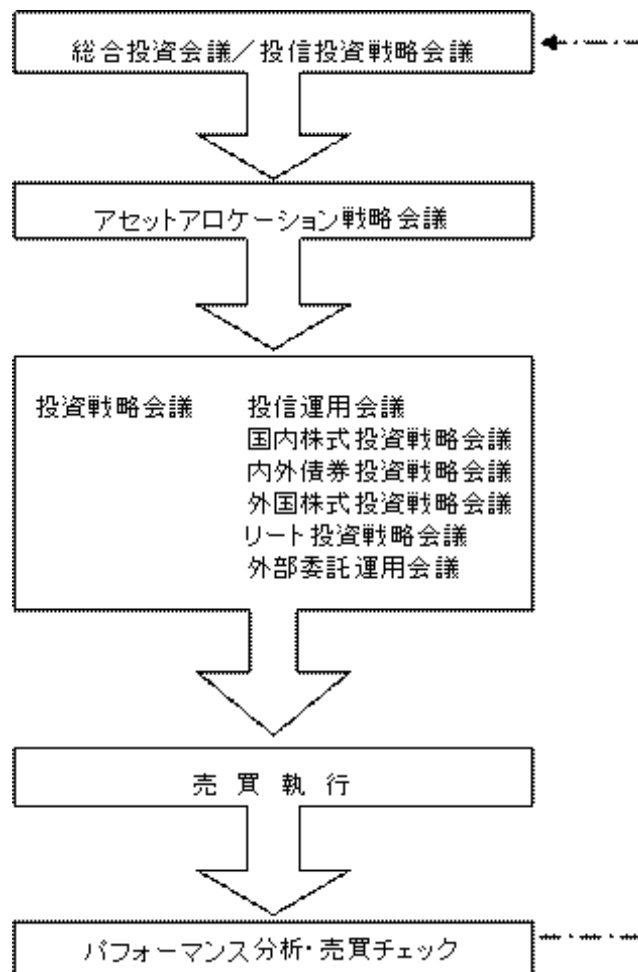 総合投資会議／投信投資戦略会議
アセットアロケーション戦略会議
投資戦略会議　投信運用会議
国内株式投資戦略会議
内外債券投資戦略会議
外国株式投資戦略会議
リート投資戦略会議
外部委託運用会議
売買執行
パフォーマンス分析・売買チェック